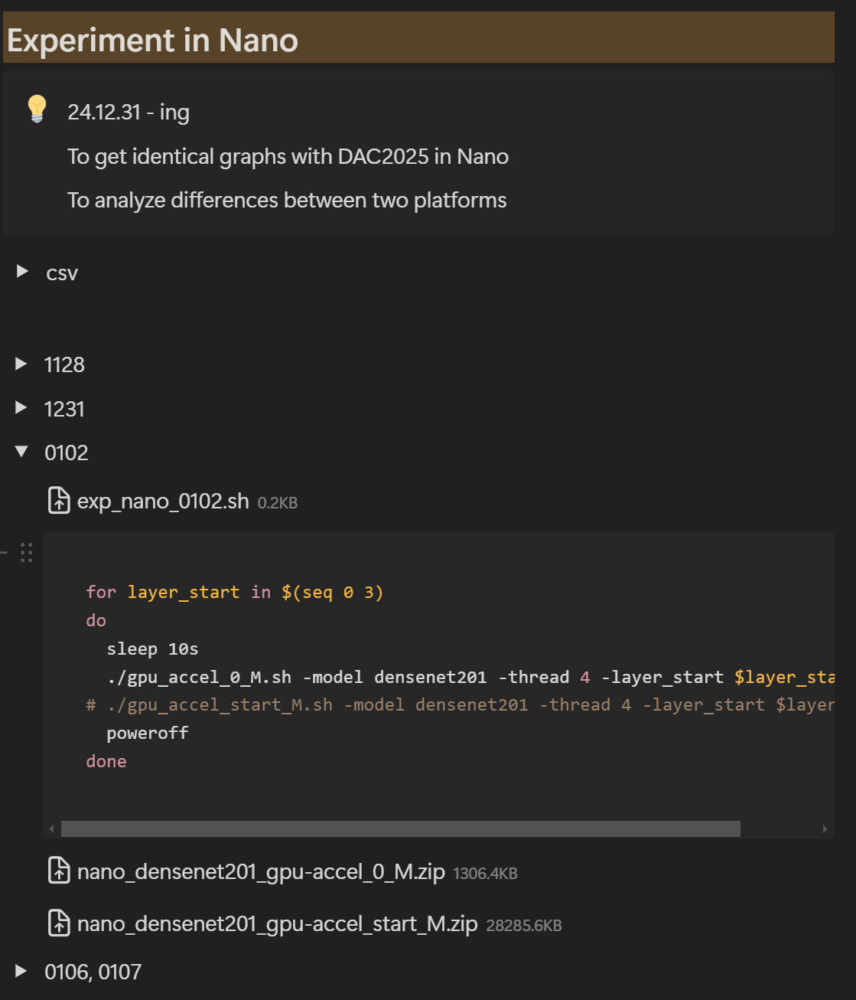 Experiment in Nano
24.12.31 - ing
To get identical graphs with DAC2025 in Nano
To analyze differences between two platforms
csv
1128
1231
0102
exp_nano_0102.sh 0.2KB
for layer_start in $(seq 0 3)
do
  sleep 10s
  ./gpu_accel_0_M.sh -model densenet201 -thread 4 -layer_start $layer_sta
# ./gpu_accel_start_M.sh -model densenet201 -thread 4 -layer_start $layer
  poweroff
done
nano_densenet201_gpu-accel_0_M.zip 1306.4KB
nano_densenet201_gpu-accel_start_M.zip 28285.6KB
0106, 0107